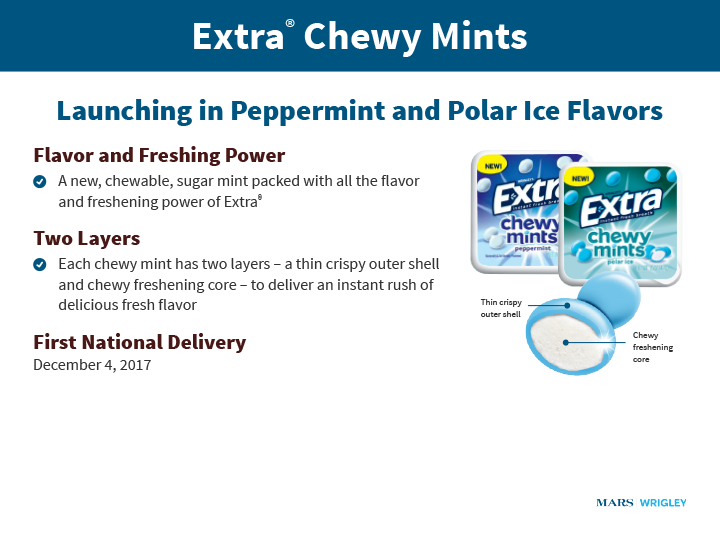 Extra® Chewy Mints
Launching in Peppermint and Polar Ice Flavors
Flavor and Freshing Power
A new, chewable, sugar mint packed with all the flavor
and freshening power of Extra®
Two Layers
Each chewy mint has two layers – a thin crispy outer shell
and chewy freshening core – to deliver an instant rush of
delicious fresh flavor
First National Delivery
December 4, 2017
NEW!
Extr
chewy
mints
peppermint
NEW!
Extra
chewy
mints
polar ice
Thin crispy
outer shell
Chewy
freshening
core
MARS WRIGLEY